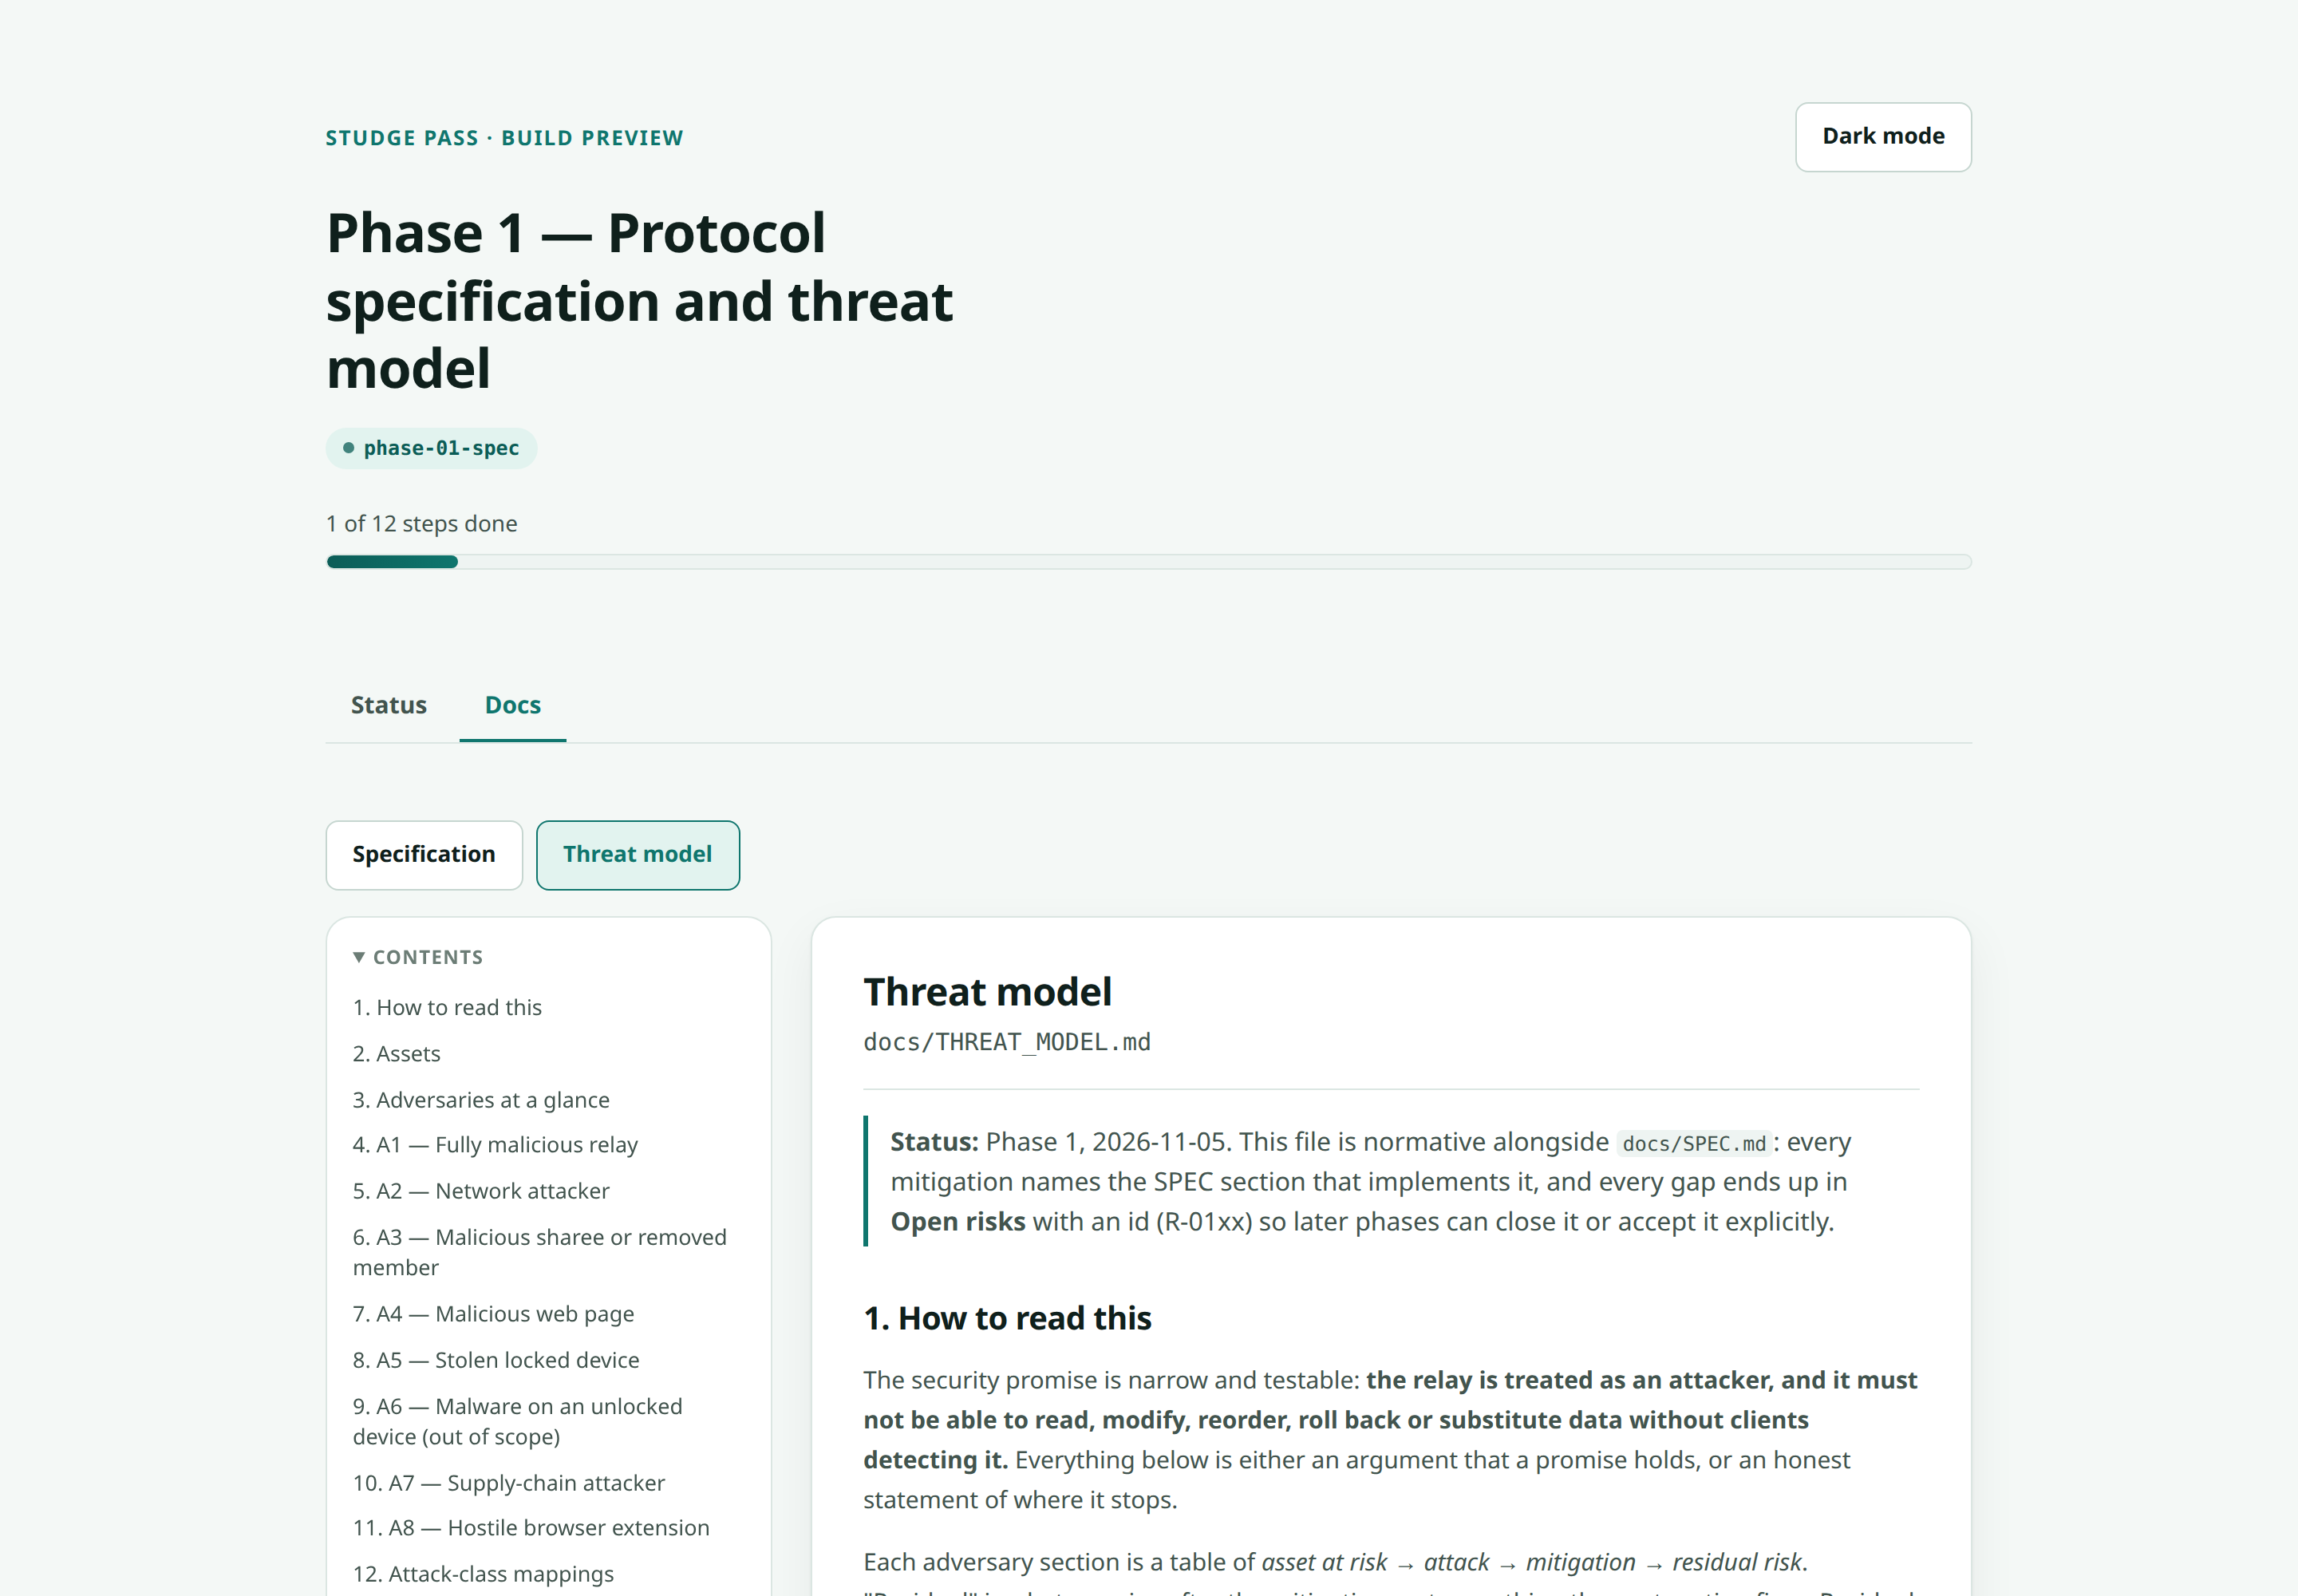 STUDGE PASS · BUILD PREVIEW
Dark mode
Phase 1 — Protocol
specification and threat
model
phase-01-spec
1 of 12 steps done
Status
Docs
Specification
Threat model
▼ CONTENTS
1. How to read this
2. Assets
3. Adversaries at a glance
4. A1 — Fully malicious relay
5. A2 — Network attacker
6. A3 — Malicious sharee or removed
member
7. A4 — Malicious web page
8. A5 — Stolen locked device
9. A6 — Malware on an unlocked
device (out of scope)
10. A7 — Supply-chain attacker
11. A8 — Hostile browser extension
12. Attack-class mappings
Threat model
docs/THREAT_MODEL.md
Status: Phase 1, 2026-11-05. This file is normative alongside docs/SPEC.md: every
mitigation names the SPEC section that implements it, and every gap ends up in
Open risks with an id (R-01xx) so later phases can close it or accept it explicitly.
1. How to read this
The security promise is narrow and testable: the relay is treated as an attacker, and it must
not be able to read, modify, reorder, roll back or substitute data without clients
detecting it. Everything below is either an argument that a promise holds, or an honest
statement of where it stops.
Each adversary section is a table of asset at risk → attack → mitigation → residual risk.